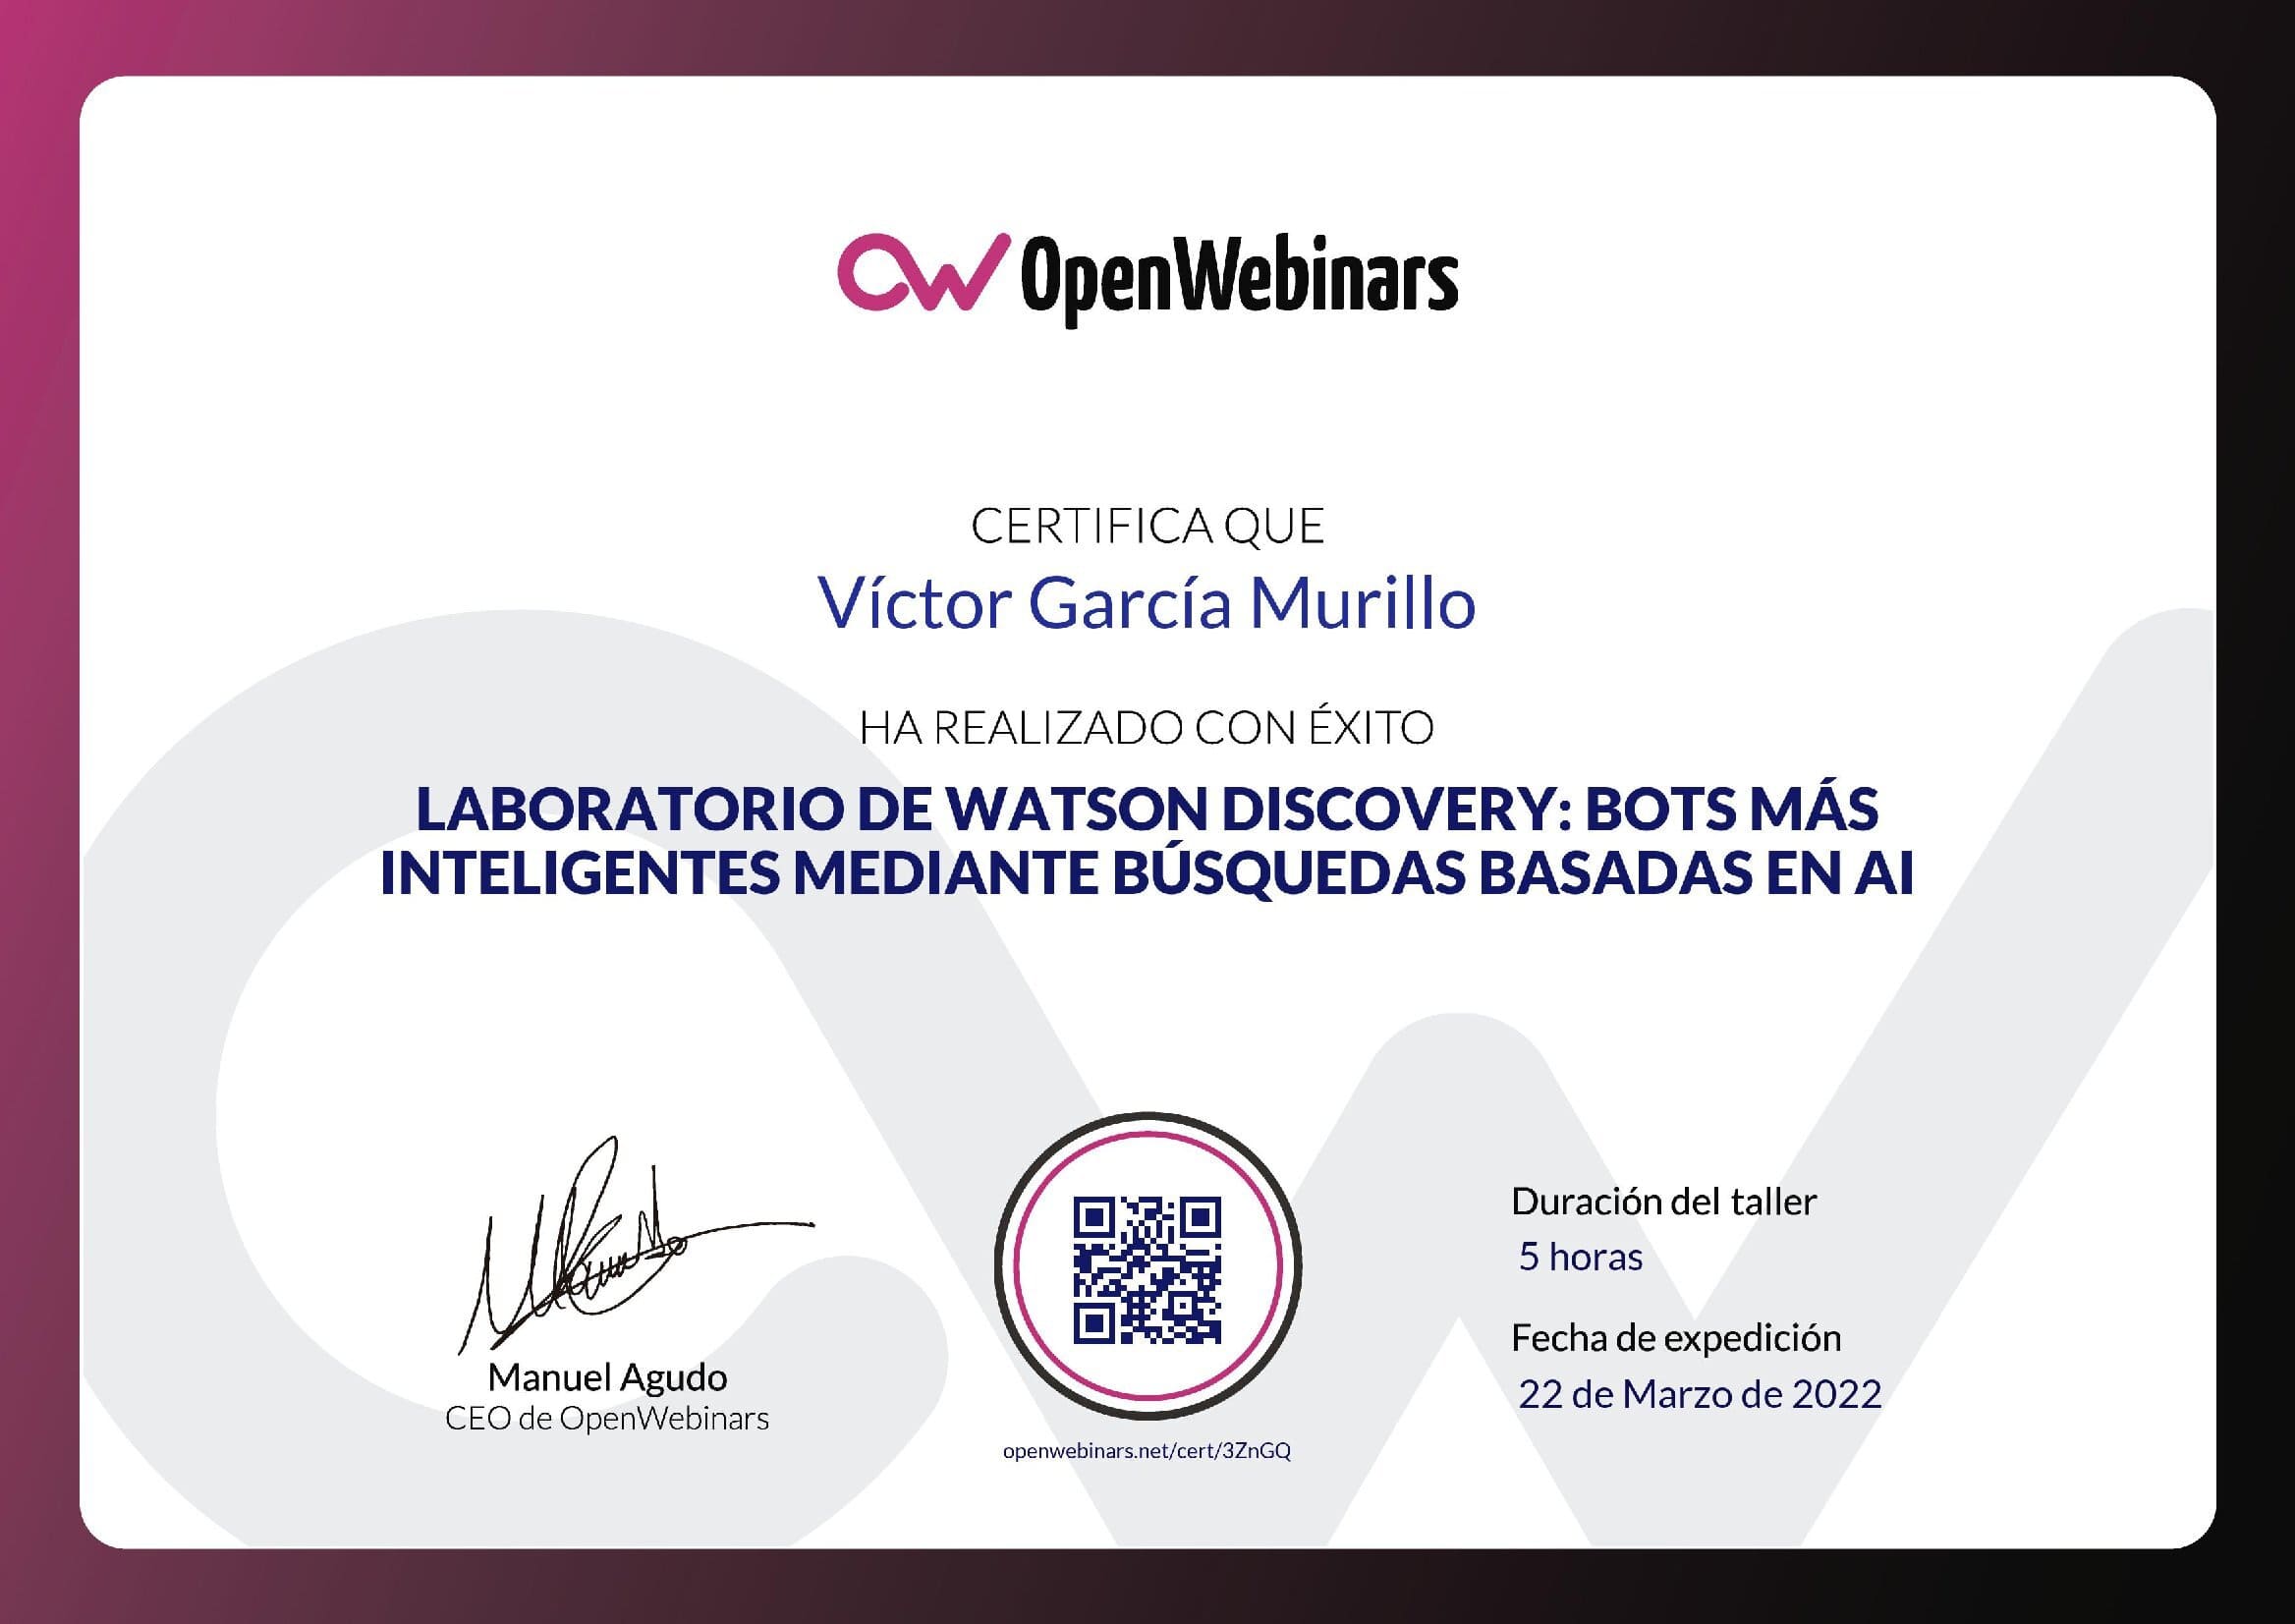 OpenWebinars
CERTIFICA QUE
Víctor García Murillo
HA REALIZADO CON ÉXITO
LABORATORIO DE WATSON DISCOVERY: BOTS MÁS
INTELIGENTES MEDIANTE BÚSQUEDAS BASADAS EN AI
Manuel Agudo
CEO de OpenWebinars
openwebinars.net/cert/3ZnGQ
Duración del taller
5 horas
Fecha de expedición
22 de Marzo de 2022